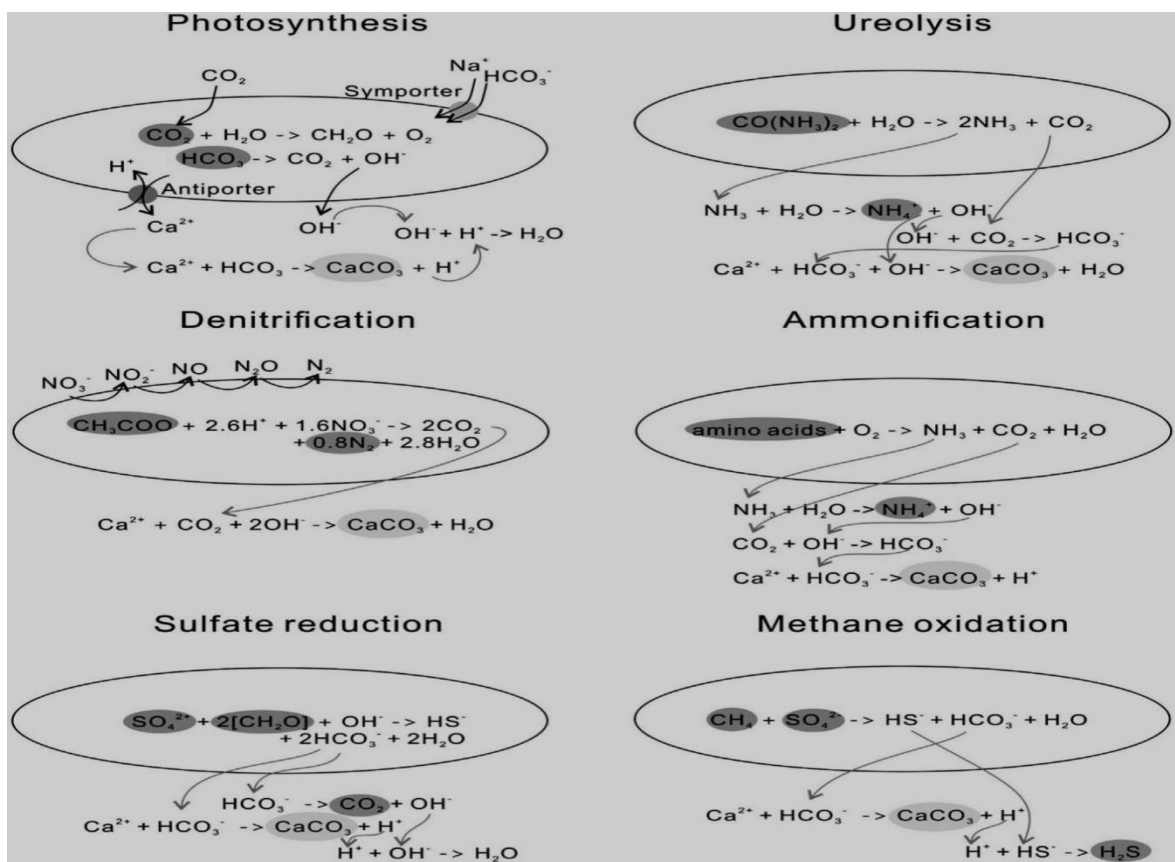 Photosynthesis
CO₂
Na⁺
HCO₃⁻
Symporter
CO₂ + H₂O -> CH₂O + O₂
HCO₃ -> CO₂ + OH⁻
H⁺
Antiporter
Ca²⁺
OH⁻
OH⁻ + H⁺ -> H₂O
Ca²⁺ + HCO₃ -> CaCO₃ + H⁺
Ureolysis
CO(NH₃)₂ + H₂O -> 2NH₃ + CO₂
NH₃ + H₂O -> NH₄⁺ + OH⁻
OH⁻ + CO₂ -> HCO₃⁻
Ca²⁺ + HCO₃⁻ + OH⁻ -> CaCO₃ + H₂O
Denitrification
NO₃⁻ NO₂⁻ NO N₂O N₂
CH₃COO + 2.6H⁺ + 1.6NO₃⁻ -> 2CO₂
+ 0.8N₂ + 2.8H₂O
Ca²⁺ + CO₂ + 2OH⁻ -> CaCO₃ + H₂O
Ammonification
amino acids + O₂ -> NH₃ + CO₂ + H₂O
NH₃ + H₂O -> NH₄⁺ + OH⁻
CO₂ + OH⁻ -> HCO₃⁻
Ca²⁺ + HCO₃⁻ -> CaCO₃ + H⁺
Sulfate reduction
SO₄²⁺ + 2[CH₂O] + OH⁻ -> HS⁻
+ 2HCO₃⁻ + 2H₂O
HCO₃⁻ -> CO₂ + OH⁻
Ca²⁺ + HCO₃⁻ -> CaCO₃ + H⁺
H⁺ + OH⁻ -> H₂O
Methane oxidation
CH₄ + SO₄²⁻ -> HS⁻ + HCO₃⁻ + H₂O
Ca²⁺ + HCO₃⁻ -> CaCO₃ + H⁺
H⁺ + HS⁻ -> H₂S